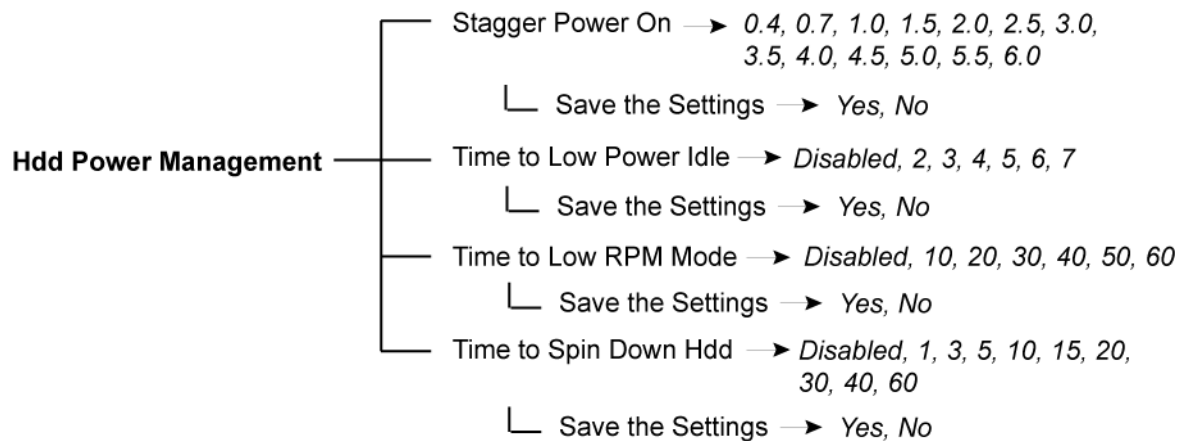 Stagger Power On 0.4, 0.7, 1.0, 1.5, 2.0, 2.5, 3.0,
3.5, 4.0, 4.5, 5.0, 5.5, 6.0
Save the Settings Yes, No
Hdd Power Management
Time to Low Power Idle Disabled, 2, 3, 4, 5, 6, 7
Save the Settings Yes, No
Time to Low RPM Mode Disabled, 10, 20, 30, 40, 50, 60
Save the Settings Yes, No
Time to Spin Down Hdd Disabled, 1, 3, 5, 10, 15, 20,
30, 40, 60
Save the Settings Yes, No